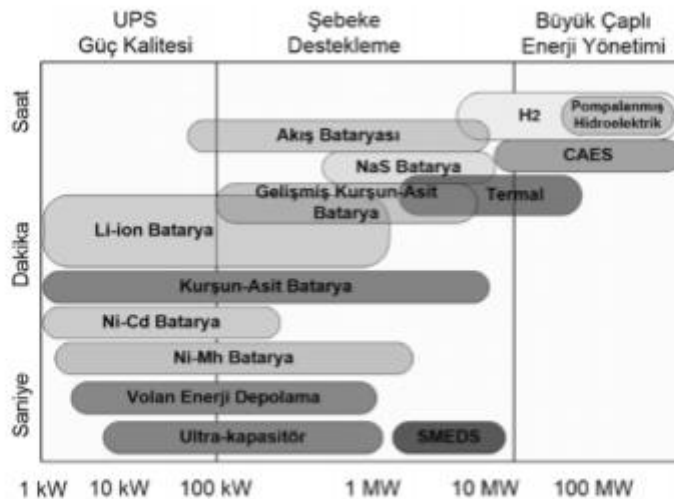 UPS
Güç Kalitesi
Şebeke
Destekleme
Büyük Çaplı
Enerji Yönetimi
Saat
Dakika
Saniye
H2
Pompalanmış
Hidroelektrik
Akış Bataryası
CAES
NaS Batarya
Gelişmiş Kurşun-Asit
Batarya
Termal
Li-ion Batarya
Kurşun-Asit Batarya
Ni-Cd Batarya
Ni-Mh Batarya
Volan Enerji Depolama
Ultra-kapasitör
SMEDS
1 kW
10 kW
100 kW
1 MW
10 MW
100 MW